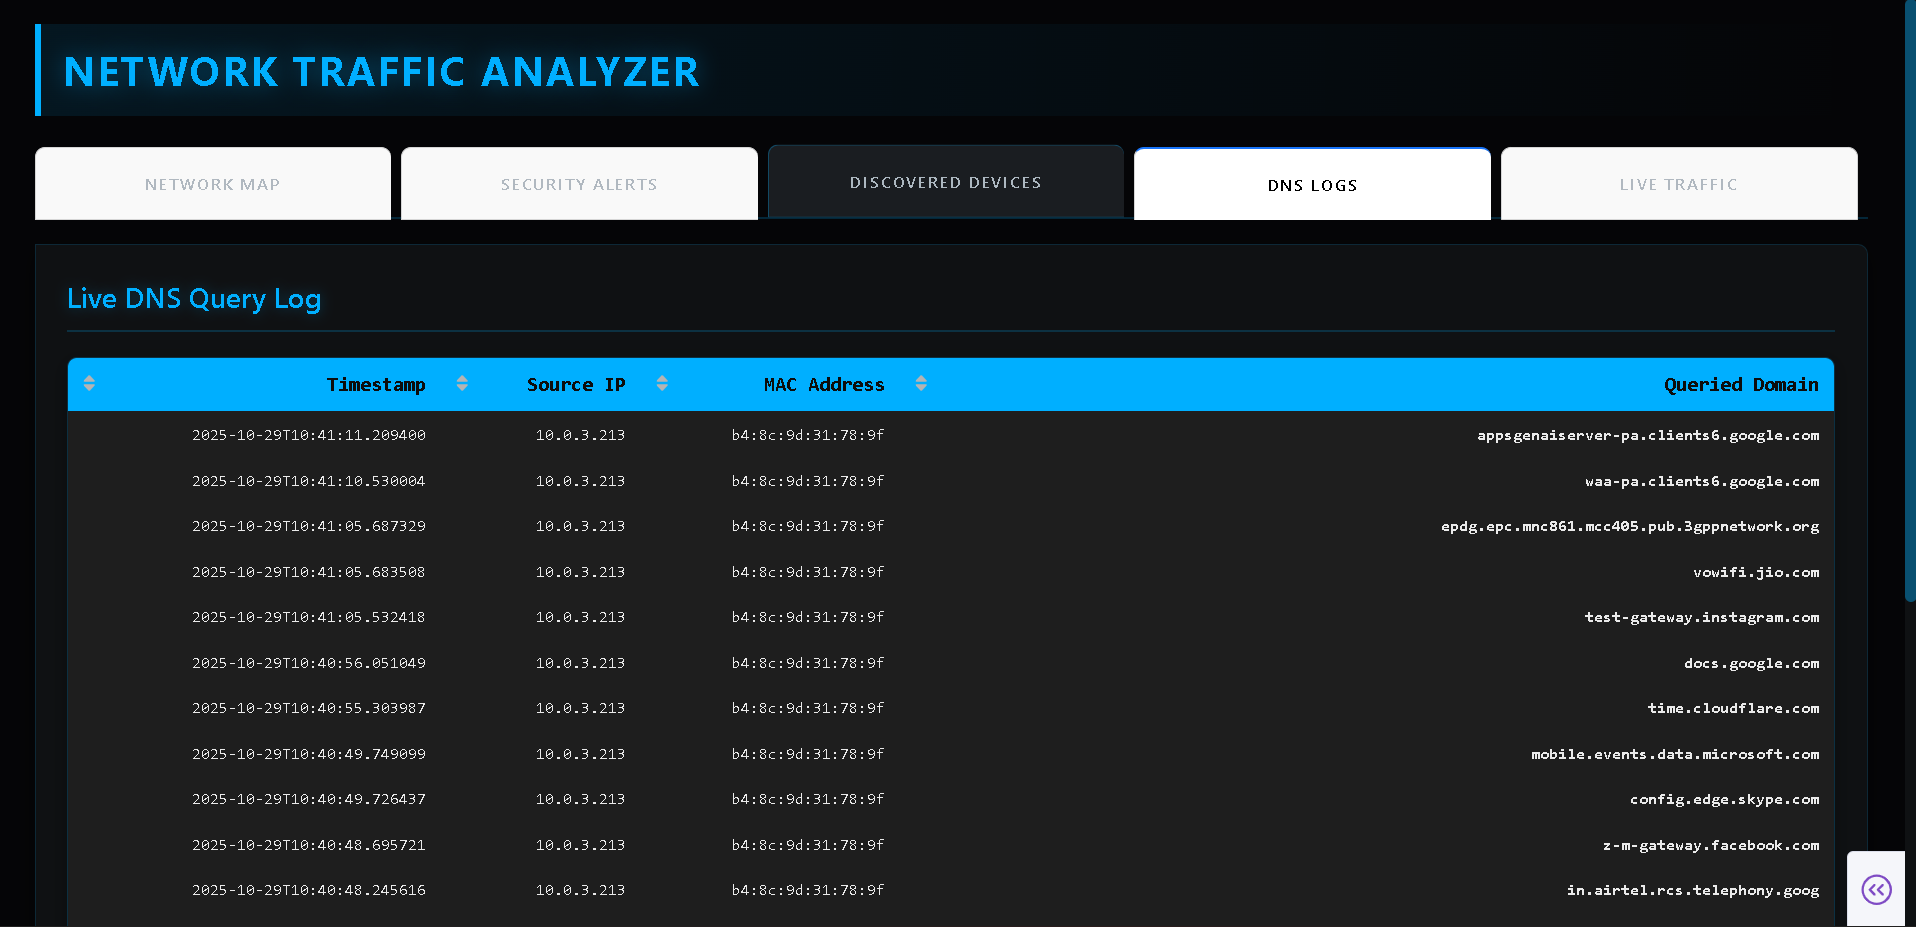 NETWORK TRAFFIC ANALYZER
NETWORK MAP SECURITY ALERTS DISCOVERED DEVICES DNS LOGS LIVE TRAFFIC
Live DNS Query Log
Timestamp Source IP MAC Address Queried Domain
2025-10-29T10:41:11.209400 10.0.3.213 b4:8c:9d:31:78:9f appsgenaiserver-pa.clients6.google.com
2025-10-29T10:41:10.530004 10.0.3.213 b4:8c:9d:31:78:9f waa-pa.clients6.google.com
2025-10-29T10:41:05.687329 10.0.3.213 b4:8c:9d:31:78:9f epdg.epc.mnc861.mcc405.pub.3gppnetwork.org
2025-10-29T10:41:05.683508 10.0.3.213 b4:8c:9d:31:78:9f vowifi.jio.com
2025-10-29T10:41:05.532418 10.0.3.213 b4:8c:9d:31:78:9f test-gateway.instagram.com
2025-10-29T10:40:56.051049 10.0.3.213 b4:8c:9d:31:78:9f docs.google.com
2025-10-29T10:40:55.303987 10.0.3.213 b4:8c:9d:31:78:9f time.cloudflare.com
2025-10-29T10:40:49.749099 10.0.3.213 b4:8c:9d:31:78:9f mobile.events.data.microsoft.com
2025-10-29T10:40:49.726437 10.0.3.213 b4:8c:9d:31:78:9f config.edge.skype.com
2025-10-29T10:40:48.695721 10.0.3.213 b4:8c:9d:31:78:9f z-m-gateway.facebook.com
2025-10-29T10:40:48.245616 10.0.3.213 b4:8c:9d:31:78:9f in.airtel.rcs.telephony.goog